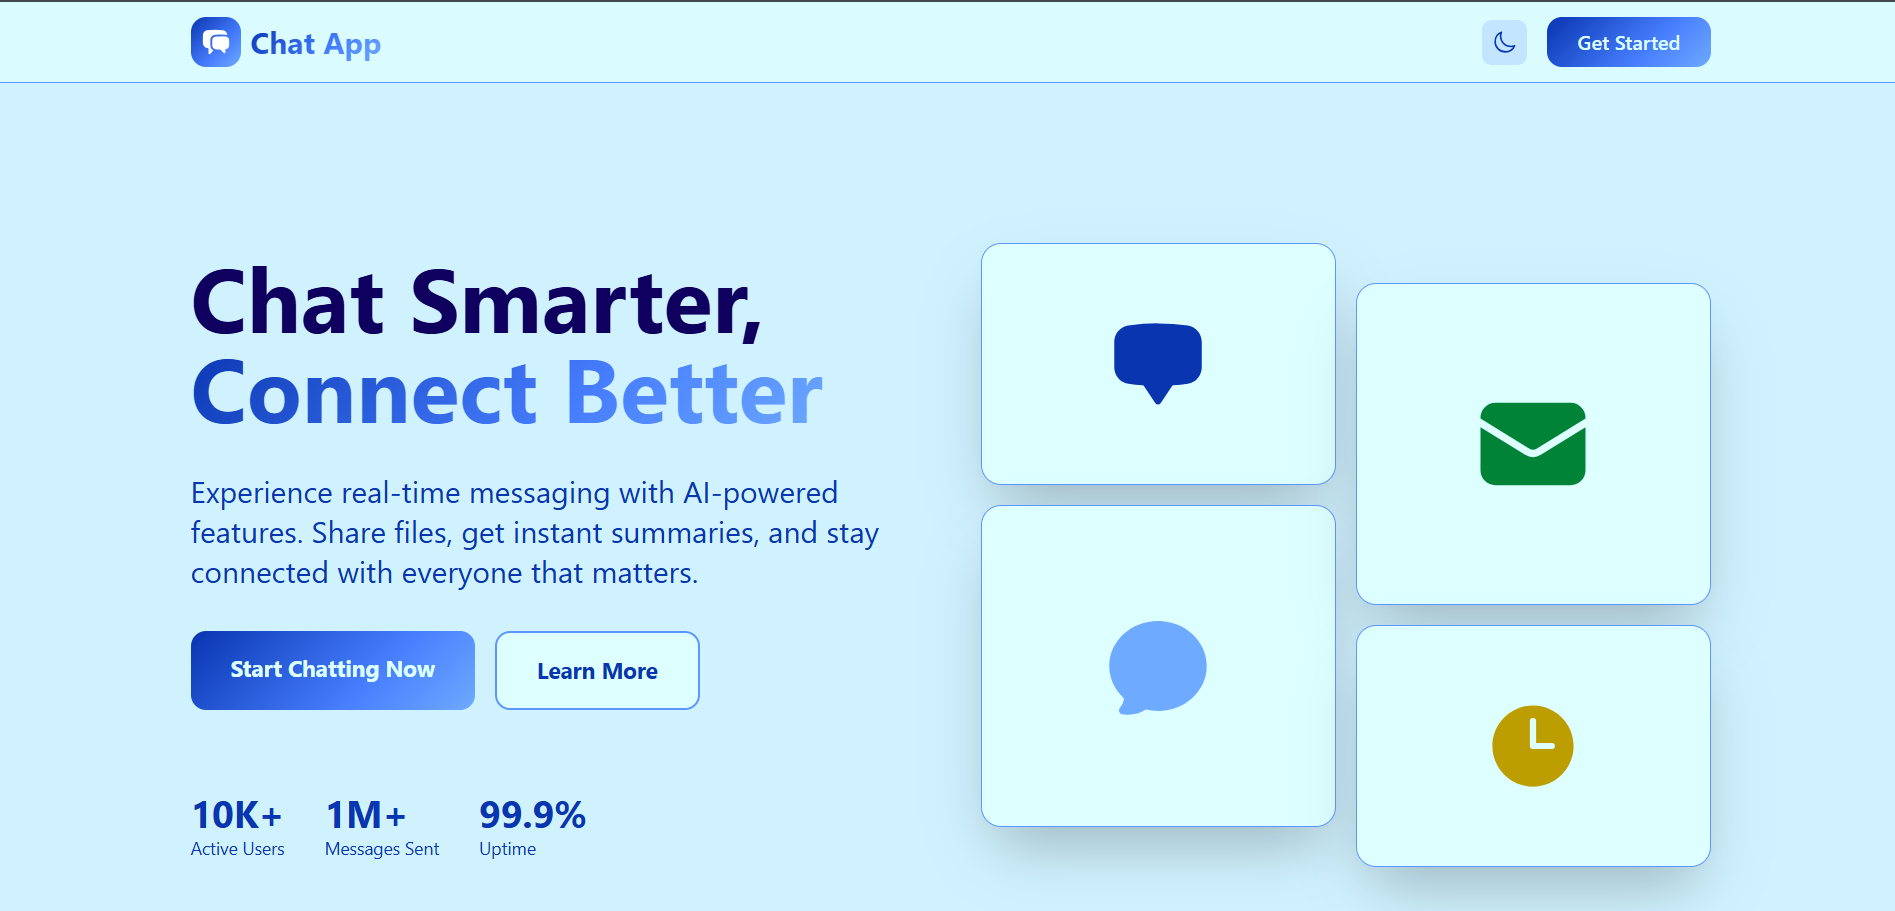 Chat App
Get Started
Chat Smarter,
Connect Better
Experience real-time messaging with AI-powered
features. Share files, get instant summaries, and stay
connected with everyone that matters.
Start Chatting Now
Learn More
10K+
Active Users
1M+
Messages Sent
99.9%
Uptime